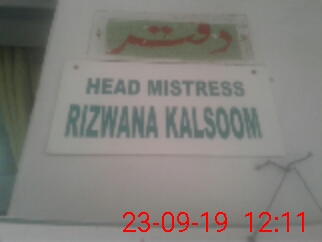 دفتر
HEAD MISTRESS
RIZWANA KALSOOM
23-09-19 12:11